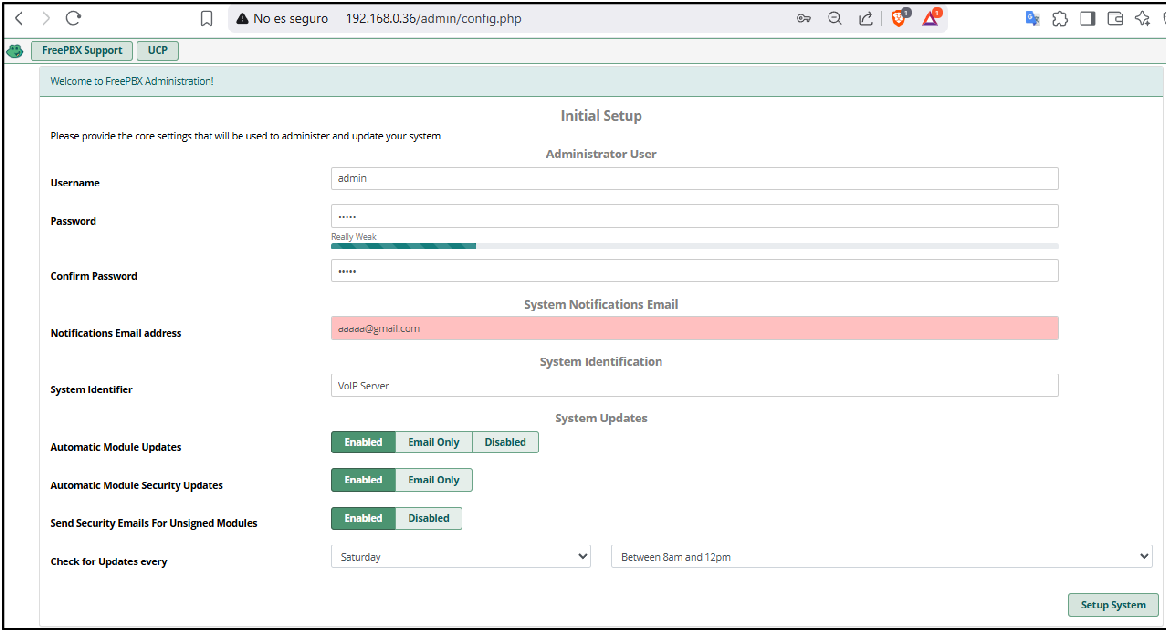 No es seguro 192.168.0.36/admin/config.php
1
1
FreePBX Support UCP
Welcome to FreePBX Administration!
Initial Setup
Please provide the core settings that will be used to administer and update your system
Administrator User
Username admin
Password •••••
Really Weak
Confirm Password •••••
System Notifications Email
Notifications Email address aaaaa@gmail.com
System Identification
System Identifier VoIP Server
System Updates
Automatic Module Updates Enabled Email Only Disabled
Automatic Module Security Updates Enabled Email Only
Send Security Emails For Unsigned Modules Enabled Disabled
Check for Updates every Saturday Between 8am and 12pm
Setup System